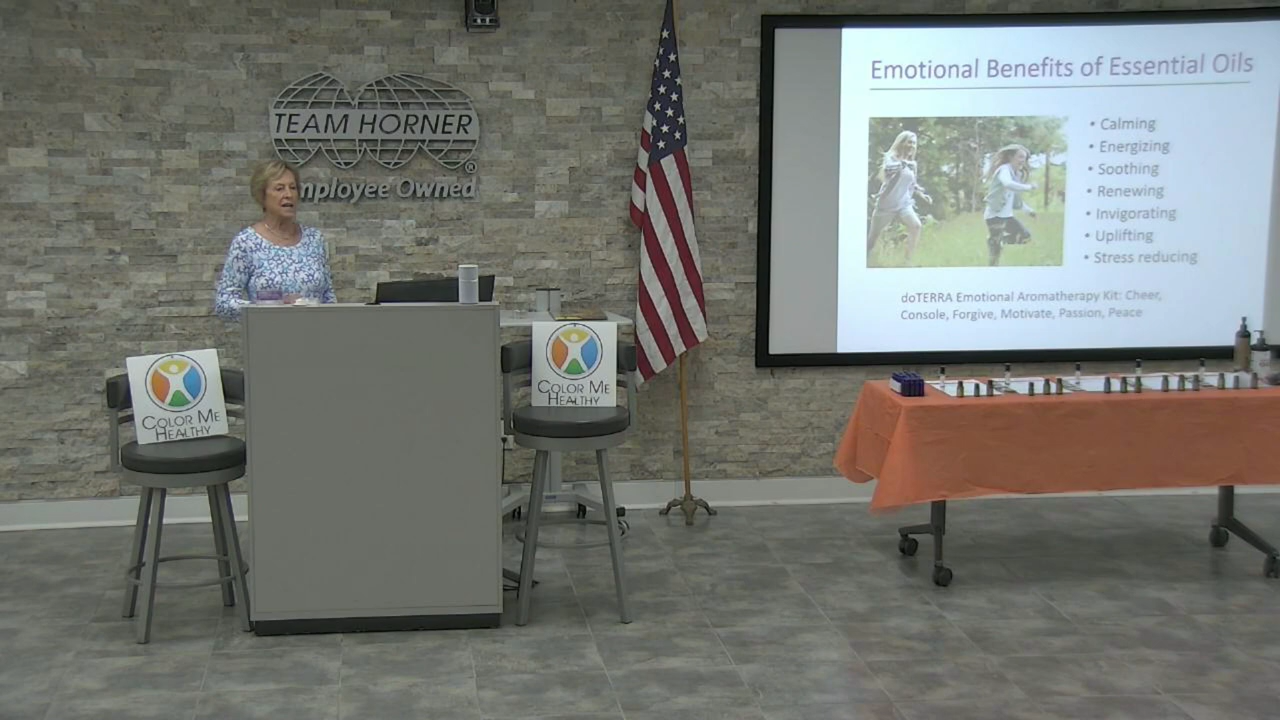 TEAM HORNER
®
mployee Owned
COLOR ME
HEALTHY
COLOR ME
HEALTHY
Emotional Benefits of Essential Oils
• Calming
• Energizing
• Soothing
• Renewing
• Invigorating
• Uplifting
• Stress reducing
doTERRA Emotional Aromatherapy Kit: Cheer,
Console, Forgive, Motivate, Passion, Peace